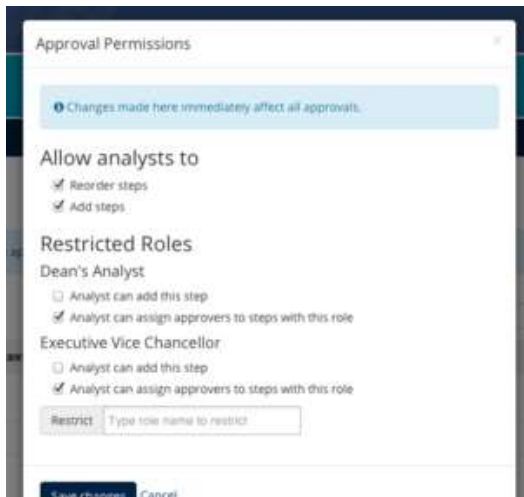 Approval Permissions
×
Changes made here immediately affect all approvals.
Allow analysts to
Reorder steps
Add steps
Restricted Roles
Dean's Analyst
Analyst can add this step
Analyst can assign approvers to steps with this role
Executive Vice Chancellor
Analyst can add this step
Analyst can assign approvers to steps with this role
Restrict Type role name to restrict
Save changes Cancel